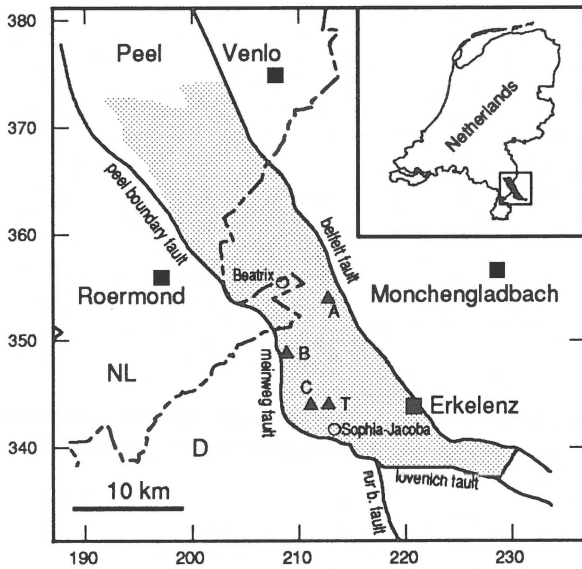 380
370
360
350
340
Peel
Venlo
Netherlands
peel boundary fault
belfelt fault
Beatrix
Roermond
Monchengladbach
A
B
NL
meinweg fault
C
T
Erkelenz
Sophia-Jacoba
D
10 km
rur b. fault
lovenich fault
190
200
210
220
230